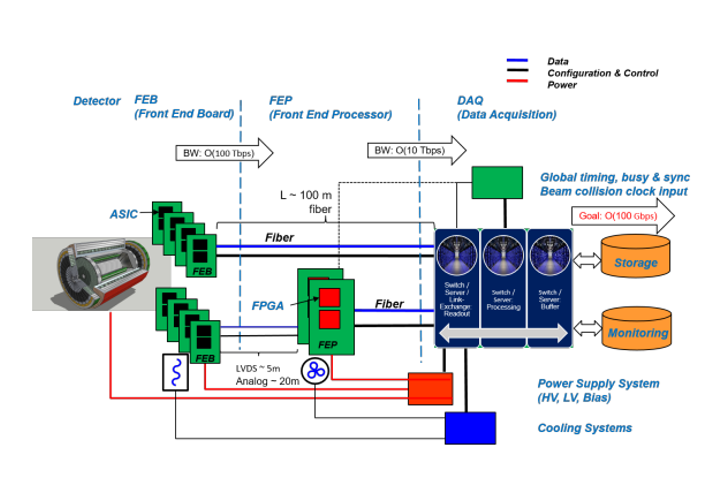 Data
Configuration & Control
Power
Detector
FEB
(Front End Board)
FEP
(Front End Processor)
DAQ
(Data Acquisition)
BW: O(100 Tbps)
BW: O(10 Tbps)
Global timing, busy & sync
Beam collision clock input
L ~ 100 m
fiber
Goal: O(100 Gbps)
ASIC
Fiber
FEB
Switch /
Server /
Link-
Exchange:
Readout
Switch /
Server:
Processing
Switch /
Server:
Buffer
Storage
FPGA
Fiber
FEP
Monitoring
FEB
LVDS ~ 5m
Analog ~ 20m
Power Supply System
(HV, LV, Bias)
Cooling Systems